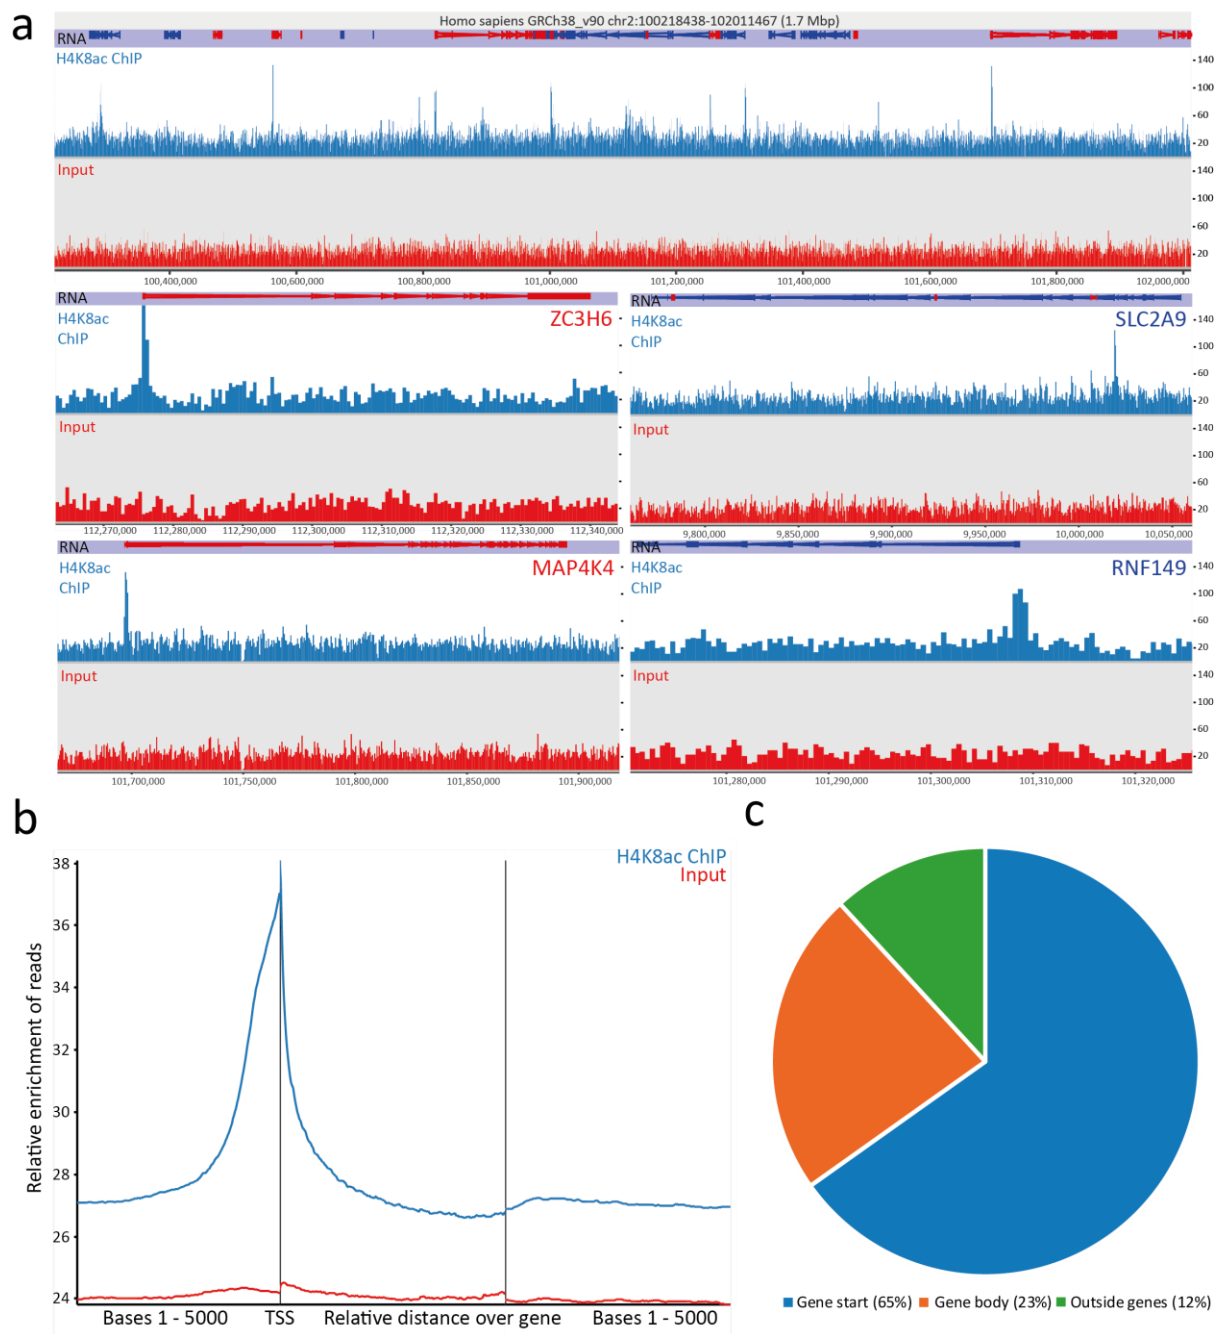 a
Homo sapiens GRCh38_v90 chr2:100218438-102011467 (1.7 Mbp)
RNA
H4K8ac ChIP
140
100
60
20
Input
140
100
60
20
100,400,000 100,600,000 100,800,000 101,000,000 101,200,000 101,400,000 101,600,000 101,800,000 102,000,000
RNA
H4K8ac
ChIP
ZC3H6
Input
112,270,000 112,280,000 112,290,000 112,300,000 112,310,000 112,320,000 112,330,000 112,340,000
RNA
H4K8ac
ChIP
SLC2A9
140
100
60
20
Input
140
100
60
20
9,800,000 9,850,000 9,900,000 9,950,000 10,000,000 10,050,000
RNA
H4K8ac
ChIP
MAP4K4
Input
101,700,000 101,750,000 101,800,000 101,850,000 101,900,000
RNA
H4K8ac
ChIP
RNF149
140
100
60
20
Input
140
100
60
20
101,280,000 101,290,000 101,300,000 101,310,000 101,320,000
b
H4K8ac ChIP
Input
Relative enrichment of reads
38
36
34
32
30
28
26
24
Bases 1 - 5000 TSS Relative distance over gene Bases 1 - 5000
c
Gene start (65%) Gene body (23%) Outside genes (12%)